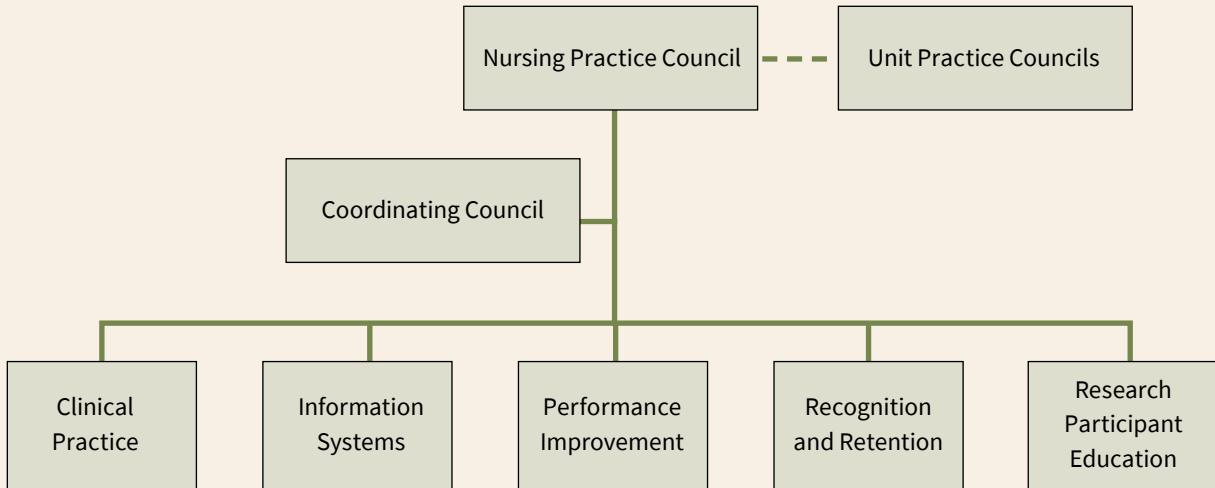 Nursing Practice Council
Unit Practice Councils
Coordinating Council
Clinical
Practice
Information
Systems
Performance
Improvement
Recognition
and Retention
Research
Participant
Education